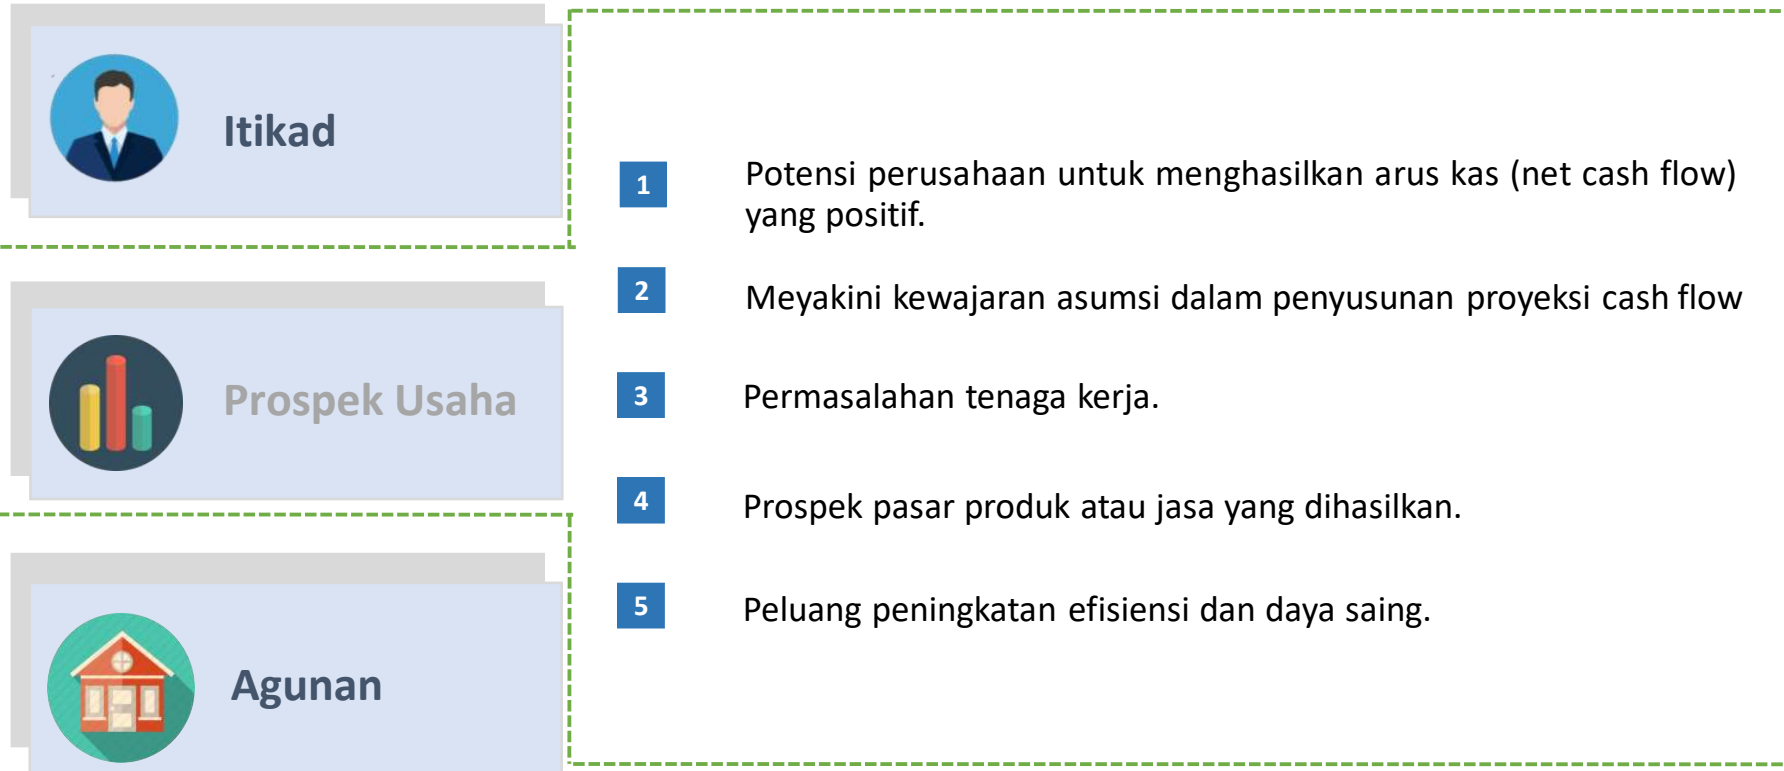 Itikad
Prospek Usaha
Agunan
1
Potensi perusahaan untuk menghasilkan arus kas (net cash flow)
yang positif.
2
Meyakini kewajaran asumsi dalam penyusunan proyeksi cash flow
3
Permasalahan tenaga kerja.
4
Prospek pasar produk atau jasa yang dihasilkan.
5
Peluang peningkatan efisiensi dan daya saing.